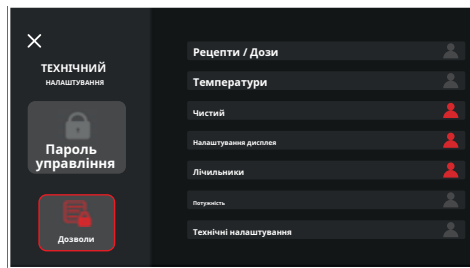 ТЕХНІЧНИЙ
НАЛАШТУВАННЯ
Пароль
управління
Дозволи
Рецепти / Дози
Температури
Чистий
Налаштування дисплея
Лічильники
Потужність
Технічні налаштування